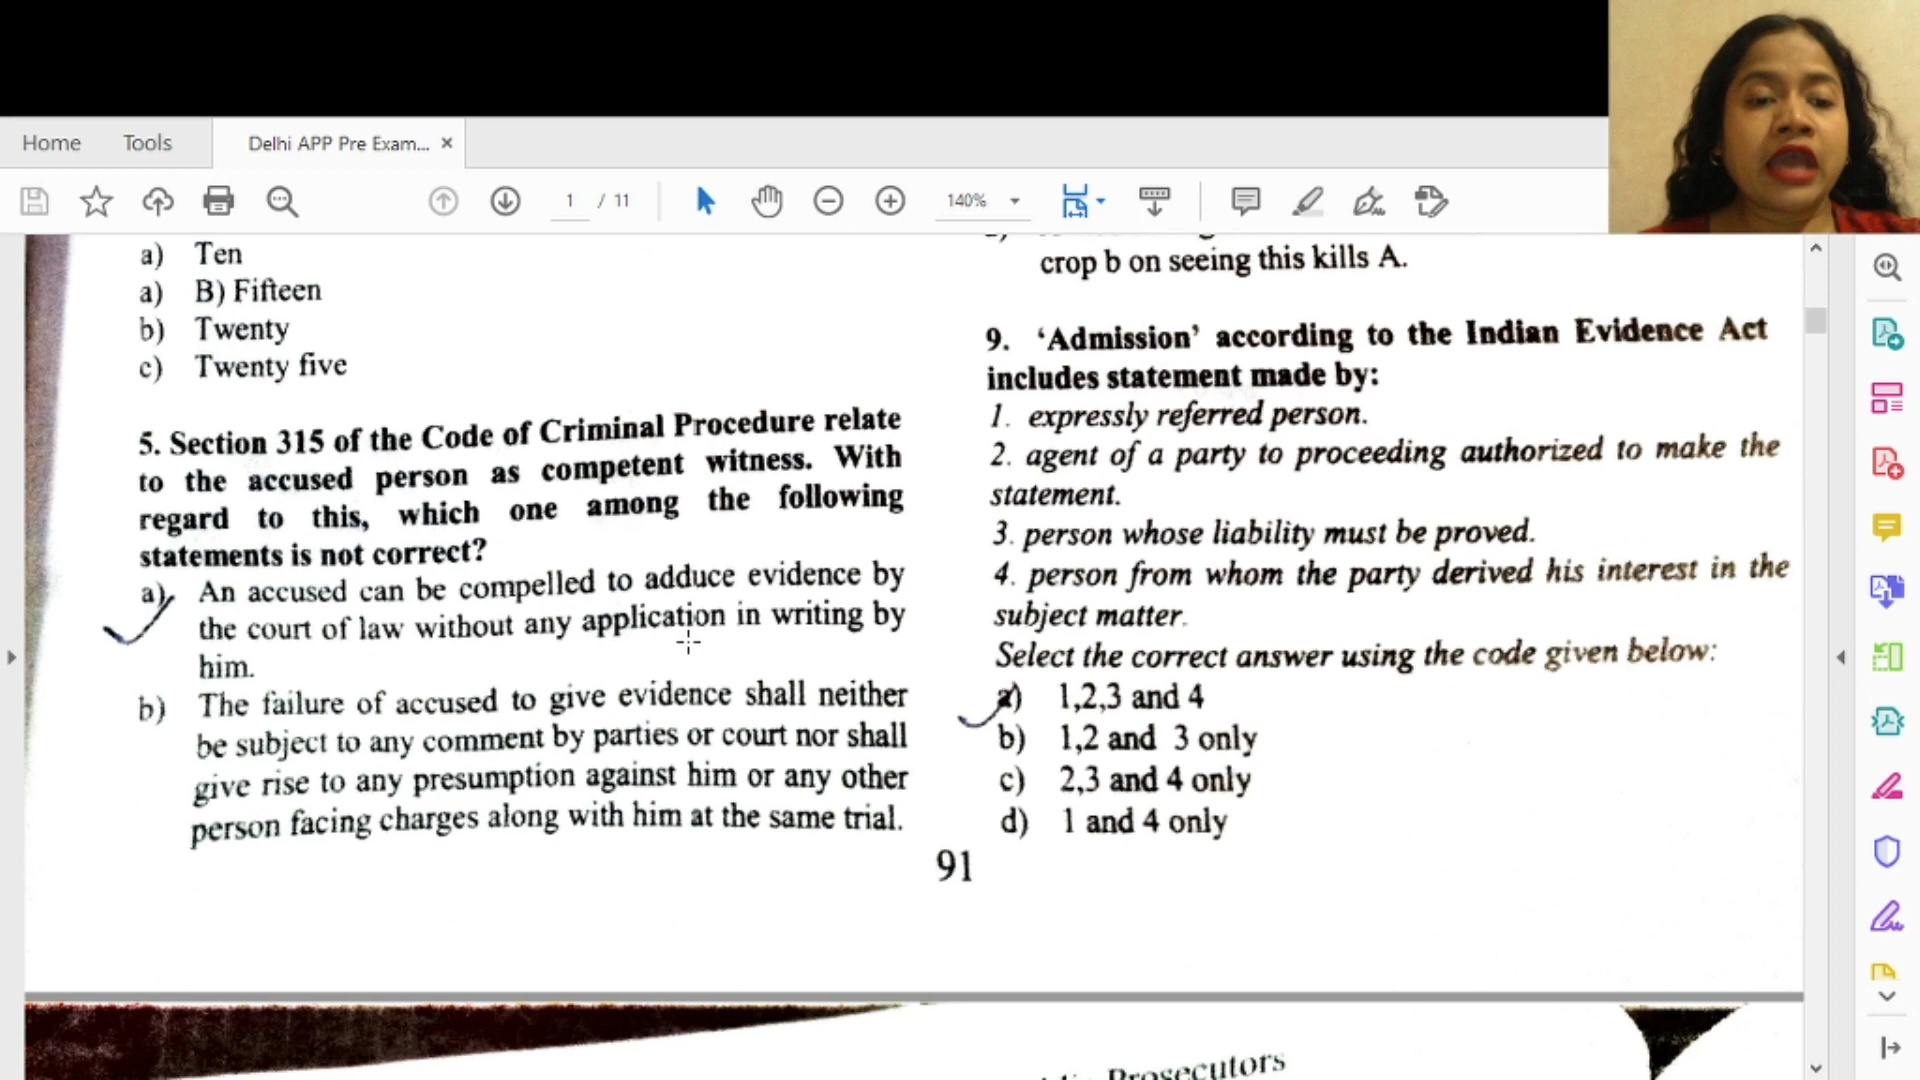 Home
Tools
Delhi APP Pre Exam...
1 / 11
140%
a) Ten
a) B) Fifteen
b) Twenty
c) Twenty five
5. Section 315 of the Code of Criminal Procedure relate
to the accused person as competent witness. With
regard to this, which one among the following
statements is not correct?
a) An accused can be compelled to adduce evidence by
the court of law without any application in writing by
him.
b) The failure of accused to give evidence shall neither
be subject to any comment by parties or court nor shall
give rise to any presumption against him or any other
person facing charges along with him at the same trial.
crop b on seeing this kills A.
9. ‘Admission’ according to the Indian Evidence Act
includes statement made by:
1. expressly referred person.
2. agent of a party to proceeding authorized to make the
statement.
3. person whose liability must be proved.
4. person from whom the party derived his interest in the
subject matter.
Select the correct answer using the code given below:
a) 1,2,3 and 4
b) 1,2 and 3 only
c) 2,3 and 4 only
d) 1 and 4 only
91
Prosecutors